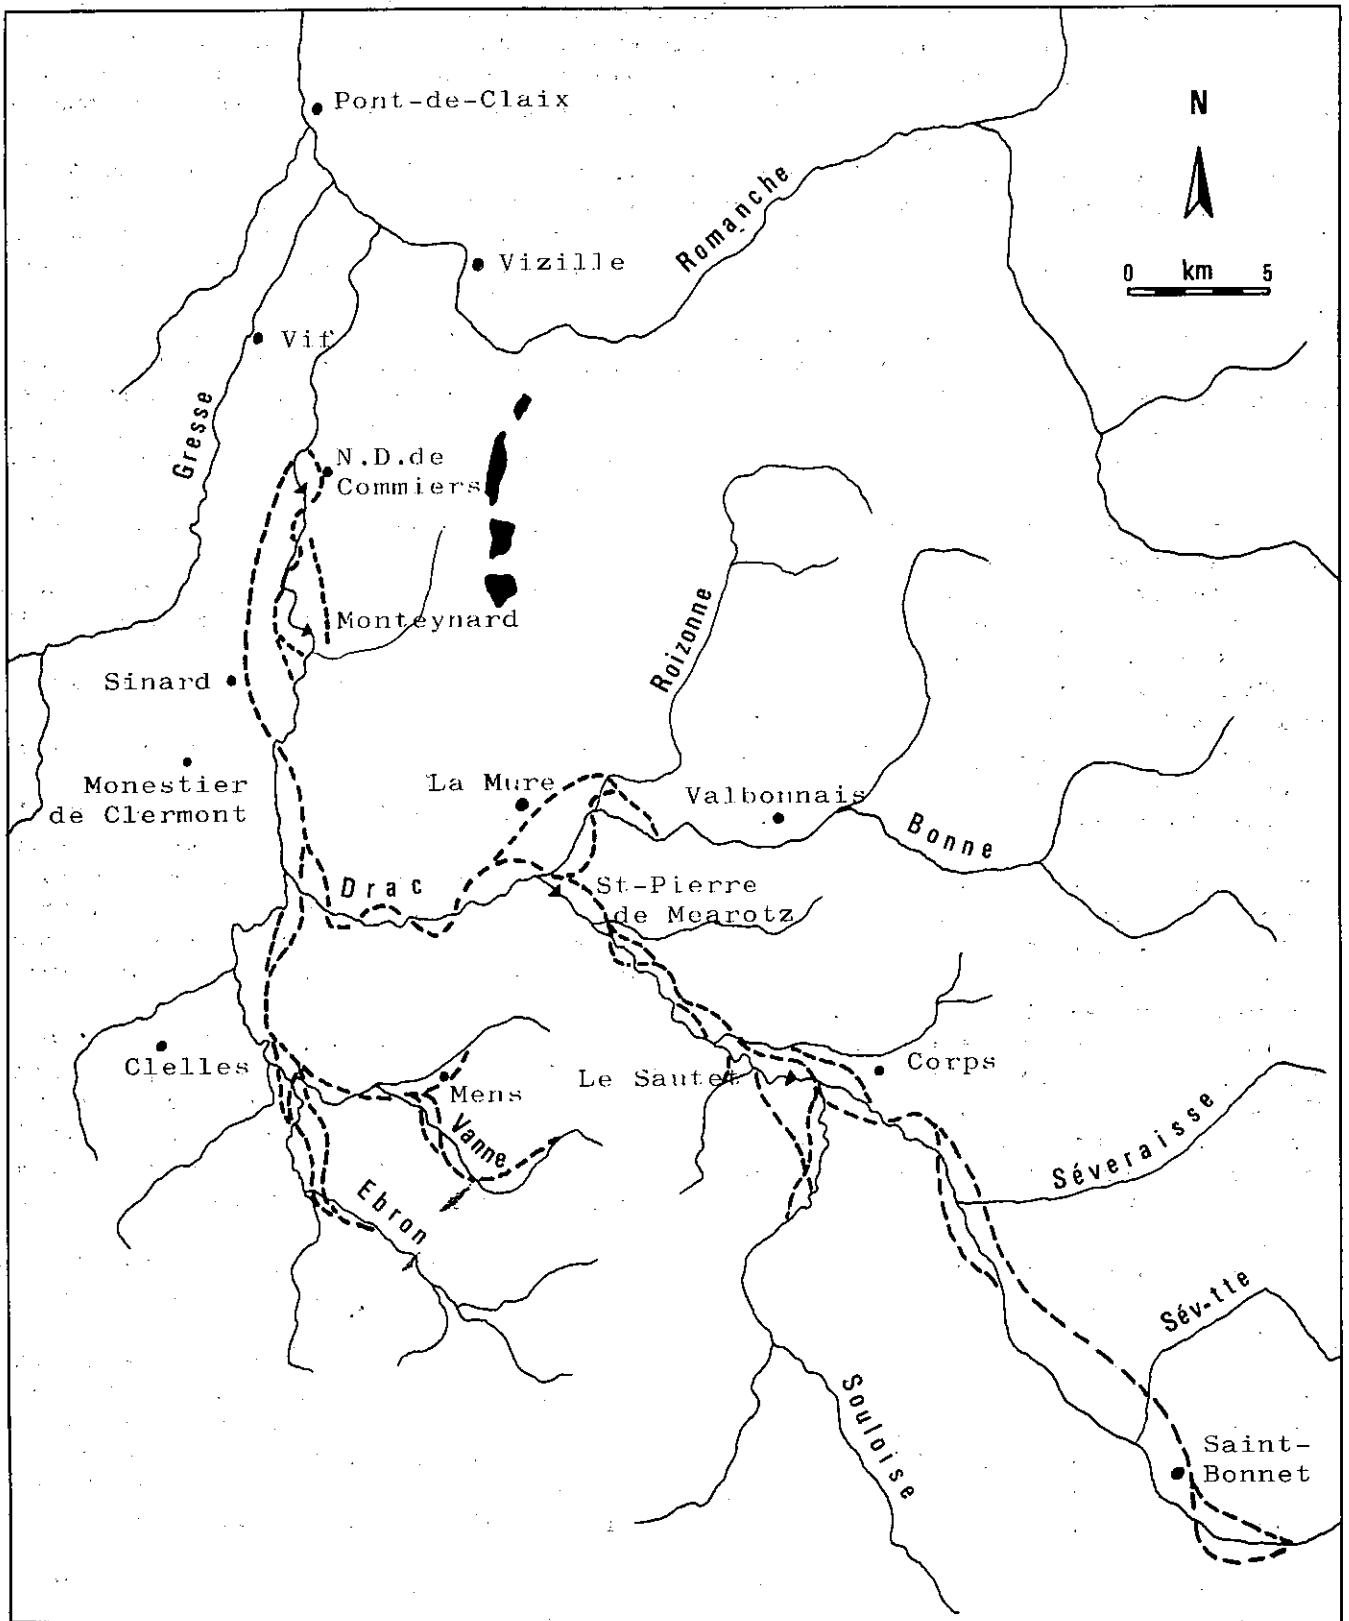 Pont-de-Claix
N
Romanche
Vizille
0 km 5
Vif
Gresse
N.D.de
Commiers
Monteynard
Roizonne
Sinard
Monestier
de Clermont
La Mure
Valbonnais
Bonne
Drac
St-Pierre
de Mearotz
Clelles
Mens
Vanne
Le Sautet
Corps
Séveraisse
Ebron
Sév-tte
Souloise
Saint-
Bonnet